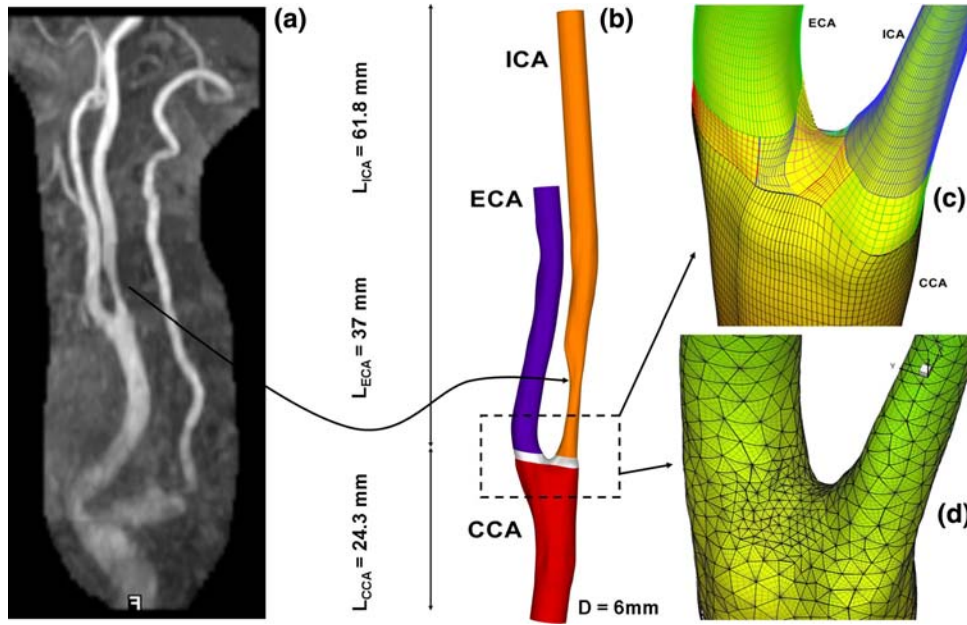 (a)
F
L_ICA = 61.8 mm
L_ECA = 37 mm
L_CCA = 24.3 mm
(b)
ICA
ECA
CCA
D = 6mm
ECA
ICA
(c)
CCA
Y
(d)